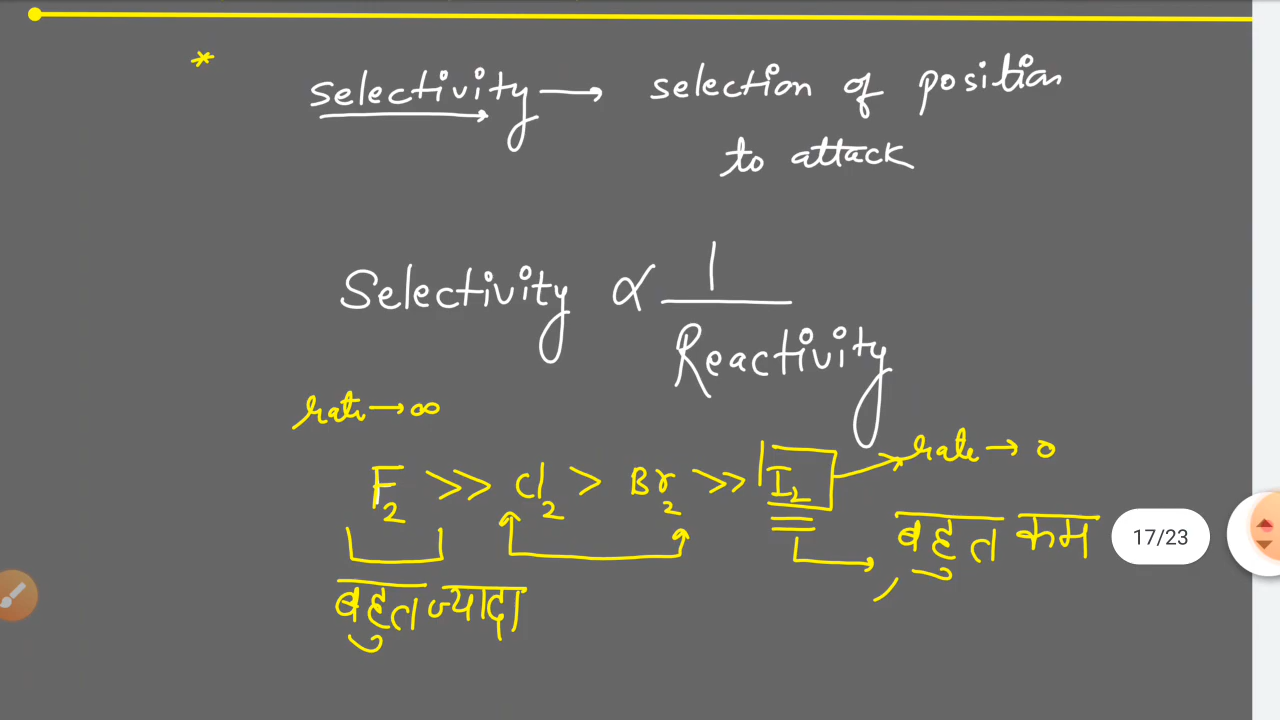 *
selectivity → selection of position
to attack
Selectivity ∝ 1
Reactivity
rate → ∞
rate → 0
F2 >> Cl2 > Br2 >> I2
बहुत कम
17/23
बहुत ज्यादा